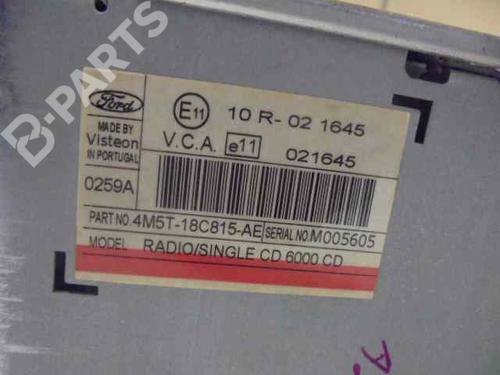 B-PARTS
Ford
E11
10 R- 02 1645
MADE BY
Visteon
IN PORTUGAL
V.C.A.
e11
021645
0259A
PART NO. 4M5T-18C815-AE SERIAL NO. M005605
MODEL RADIO/SINGLE CD 6000 CD